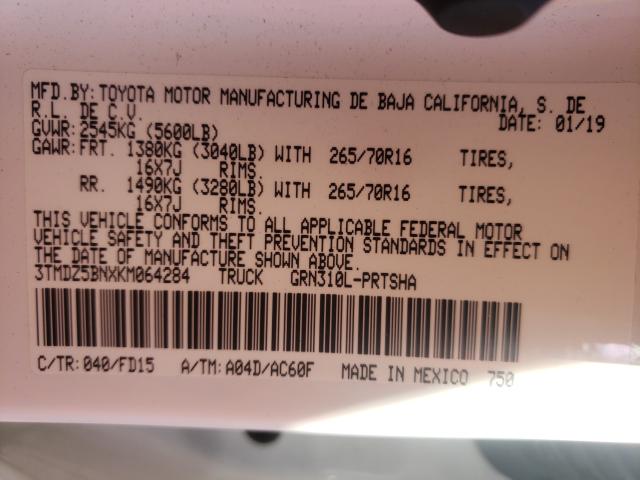 MFD.BY: TOYOTA MOTOR MANUFACTURING DE BAJA CALIFORNIA, S. DE
R.L. DE C.V. DATE: 01/19
GVWR: 2545KG (5600LB)
GAWR: FRT. 1380KG (3040LB) WITH 265/70R16 TIRES,
16X7J RIMS.
RR. 1490KG (3280LB) WITH 265/70R16 TIRES,
16X7J RIMS.
THIS VEHICLE CONFORMS TO ALL APPLICABLE FEDERAL MOTOR
VEHICLE SAFETY AND THEFT PREVENTION STANDARDS IN EFFECT ON
THE DATE OF MANUFACTURE SHOWN ABOVE.
3TMDZ5BNXKM064284 TRUCK GRN310L-PRTSHA
C/TR: 040/FD15 A/TM: A04D/AC60F MADE IN MEXICO 750